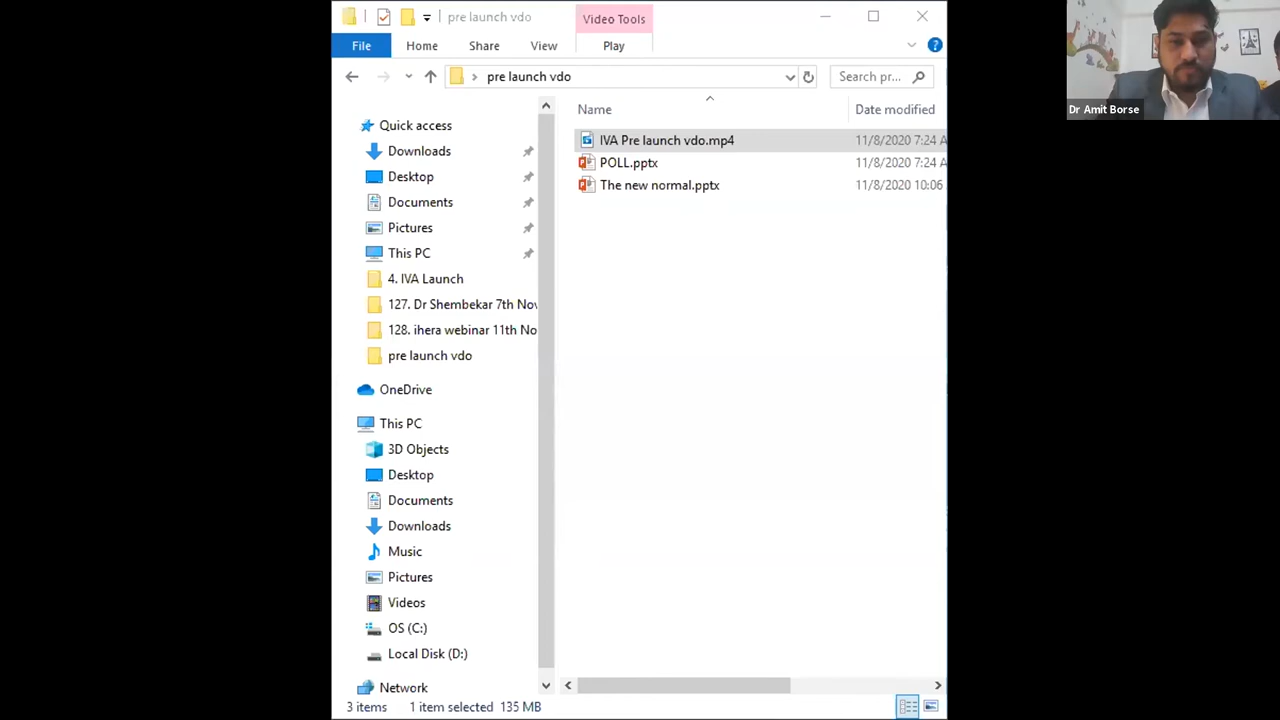 pre launch vdo
Video Tools
File
Home
Share
View
Play
pre launch vdo
Search pr...
Name
Date modified
Quick access
Downloads
Desktop
Documents
Pictures
This PC
4. IVA Launch
127. Dr Shembekar 7th Nov
128. ihera webinar 11th No
pre launch vdo
OneDrive
This PC
3D Objects
Desktop
Documents
Downloads
Music
Pictures
Videos
OS (C:)
Local Disk (D:)
Network
IVA Pre launch vdo.mp4
11/8/2020 7:24 A
POLL.pptx
11/8/2020 7:24 A
The new normal.pptx
11/8/2020 10:06
3 items
1 item selected
135 MB
Dr Amit Borse